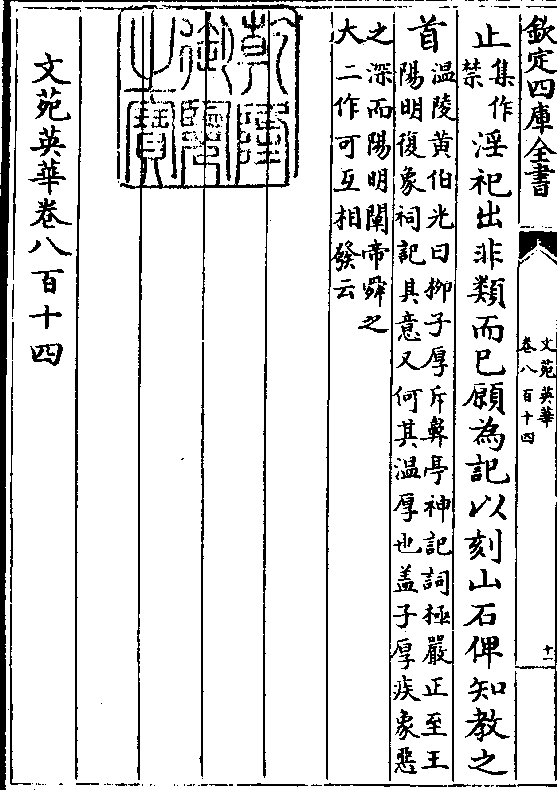 欽定四庫全書
文苑英華
卷八百十四
止集作禁淫祀出非類而已願為記以刻山石俾知教之
首温陵黄伯光曰柳子厚斥鼻亭神記詞極嚴正至王
陽明復象祠記其意又何其温厚也盖子厚疾象惡
之深而陽明闡帝舜之
大二作可互相發云
乾隆
御覽
之寶
文苑英華卷八百十四